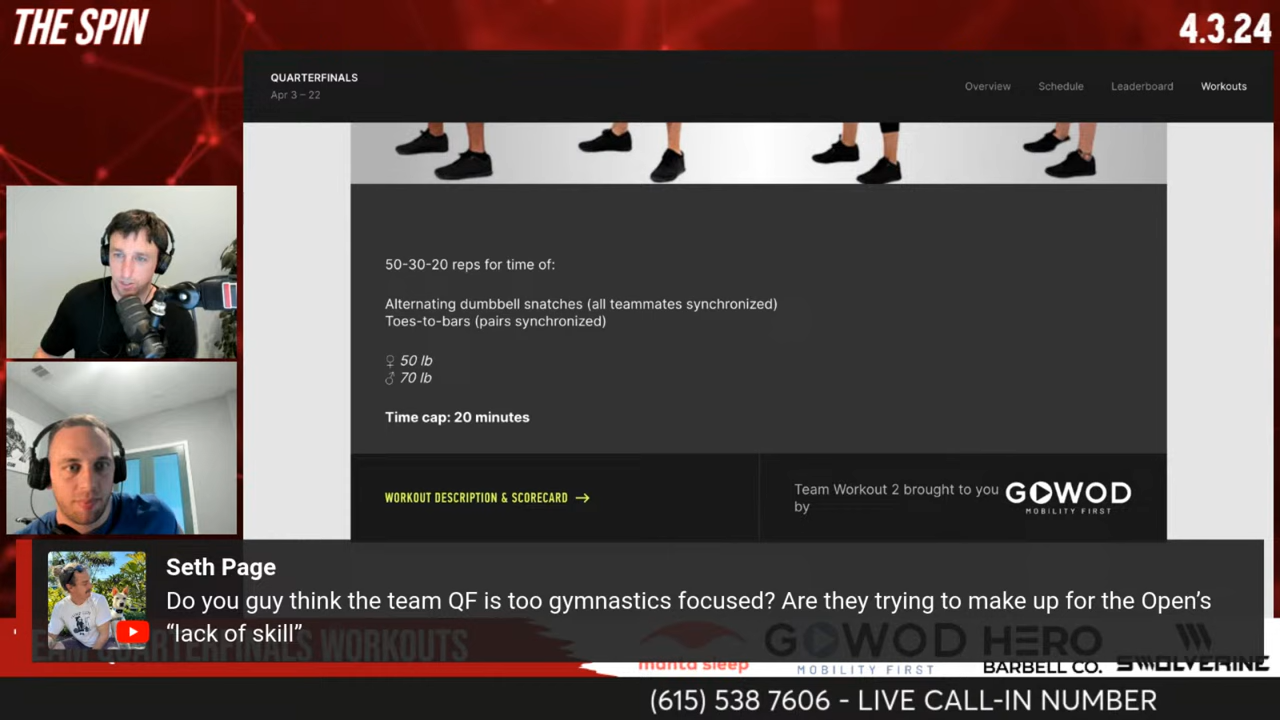 THE SPIN
4.3.24
QUARTERFINALS
Apr 3 – 22
Overview
Schedule
Leaderboard
Workouts
50-30-20 reps for time of:
Alternating dumbbell snatches (all teammates synchronized)
Toes-to-bars (pairs synchronized)
♀ 50 lb
♂ 70 lb
Time cap: 20 minutes
WORKOUT DESCRIPTION & SCORECARD →
Team Workout 2 brought to you
by
GOWOD
MOBILITY FIRST
Seth Page
Do you guy think the team QF is too gymnastics focused? Are they trying to make up for the Open’s
“lack of skill”
TEAM QUARTERFINALS WORKOUTS
manta sleep
GOWOD
MOBILITY FIRST
HERO
BARBELL CO.
SWOLVERINE
(615) 538 7606 - LIVE CALL-IN NUMBER